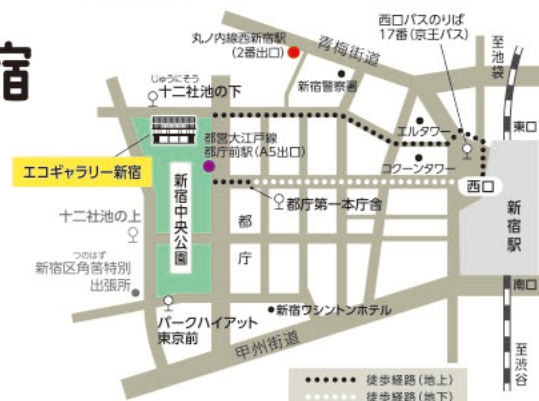 宿
丸ノ内線西新宿駅
(2番出口)
青梅街道
西口バスのりば
17番(京王バス)
至池袋
じゅうにそう
十二社池の下
新宿警察署
エルタワー
東口
都営大江戸線
都庁前駅(A5出口)
コクーンタワー
エコギャラリー新宿
西口
新宿中央公園
都庁第一本庁舎
十二社池の上
都庁
新宿駅
つのはず
新宿区角筈特別
出張所
南口
パークハイアット
東京前
新宿ワシントンホテル
甲州街道
至渋谷
徒歩経路(地上)
徒歩経路(地下)